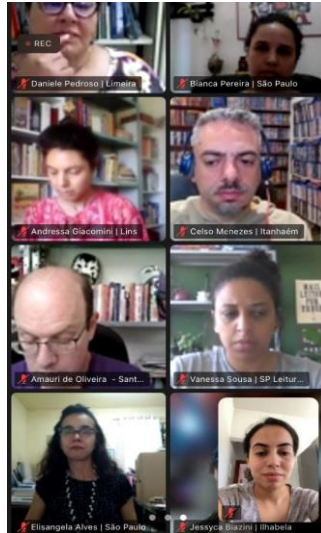 REC
Daniele Pedroso | Limeira
Bianca Pereira | São Paulo
Andressa Giacomini | Lins
Celso Menezes | Itanhaém
Amauri de Oliveira - Sant...
Vanessa Sousa | SP Leitur...
Elisangela Alves | São Paulo
Jessyca Biazini | Ilhabela